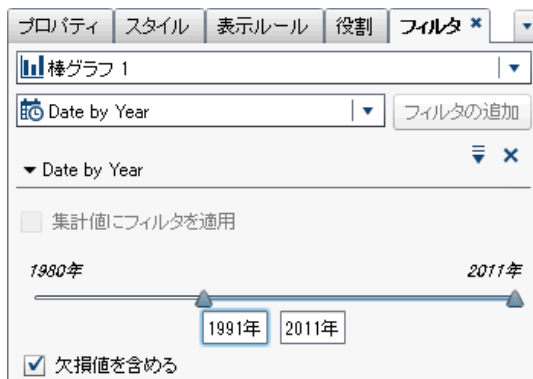 プロパティ スタイル 表示ルール 役割 フィルタ
棒グラフ 1
Date by Year フィルタの追加
Date by Year
集計値にフィルタを適用
1980年 2011年
1991年 2011年
欠損値を含める